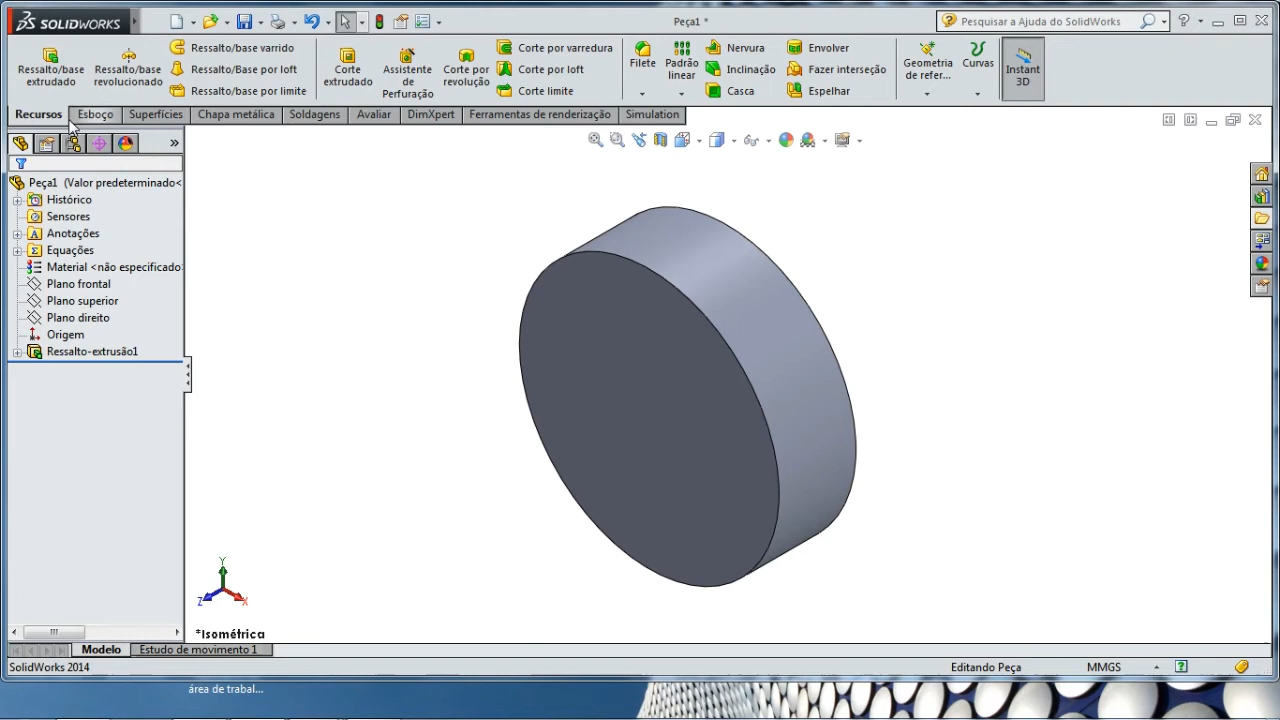 SOLIDWORKS
Peça1 *
Pesquisar a Ajuda do SolidWorks
Ressalto/base extrudado
Ressalto/base revolucionado
Ressalto/base varrido
Ressalto/base por loft
Ressalto/base por limite
Corte extrudado
Assistente de Perfuração
Corte por revolução
Corte por varredura
Corte por loft
Corte limite
Filete
Padrão linear
Nervura
Inclinação
Casca
Envolver
Fazer interseção
Espelhar
Geometria de refer...
Curvas
Instant 3D
Recursos
Esboço
Superfícies
Chapa metálica
Soldagens
Avaliar
DimXpert
Ferramentas de renderização
Simulation
Peça1 (Valor predeterminado<
Histórico
Sensores
Anotações
Equações
Material <não especificado>
Plano frontal
Plano superior
Plano direito
Origem
Ressalto-extrusão1
Y
Z
X
*Isométrica
Modelo
Estudo de movimento 1
SolidWorks 2014
Editando Peça
MMGS
área de trabal...